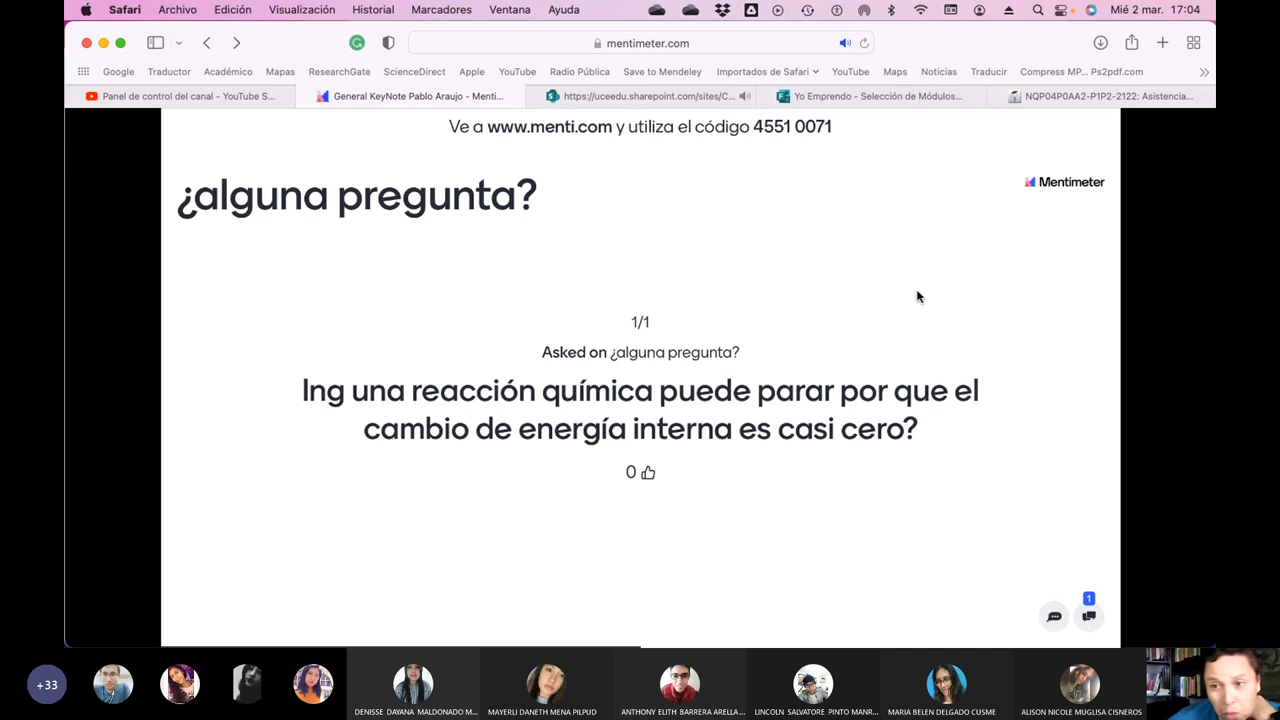 Safari Archivo Edición Visualización Historial Marcadores Ventana Ayuda Mié 2 mar. 17:04
mentimeter.com
Google Traductor Académico Mapas ResearchGate ScienceDirect Apple YouTube Radio Pública Save to Mendeley Importados de Safari YouTube Maps Noticias Traducir Compress MP... Ps2pdf.com
Panel de control del canal - YouTube S... General KeyNote Pablo Araujo - Menti... https://uceedu.sharepoint.com/sites/C... Yo Emprendo - Selección de Módulos... NQP04P0AA2-P1P2-2122: Asistencia...
Ve a www.menti.com y utiliza el código 4551 0071
¿alguna pregunta?
Mentimeter
1/1
Asked on ¿alguna pregunta?
Ing una reacción química puede parar por que el
cambio de energía interna es casi cero?
0
1
+33
DENISSE DAYANA MALDONADO M... MAYERLI DANETH MENA PILPUD ANTHONY ELITH BARRERA ARELLA ... LINCOLN SALVATORE PINTO MANR... MARIA BELEN DELGADO CUSME ALISON NICOLE MUGLISA CISNEROS